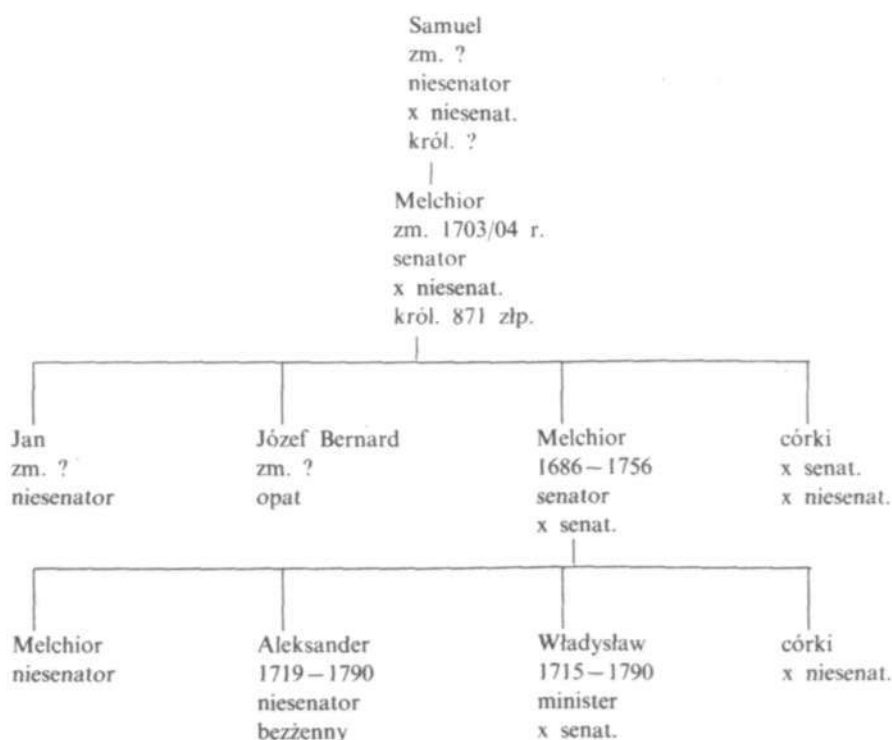 Samuel
zm. ?
niesenator
x niesenat.
król. ?
Melchior
zm. 1703/04 r.
senator
x niesenat.
król. 871 złp.
Jan
zm. ?
niesenator
Józef Bernard
zm. ?
opat
Melchior
1686–1756
senator
x senat.
córki
x senat.
x niesenat.
Melchior
niesenator
Aleksander
1719–1790
niesenator
bezżenny
Władysław
1715–1790
minister
x senat.
córki
x niesenat.